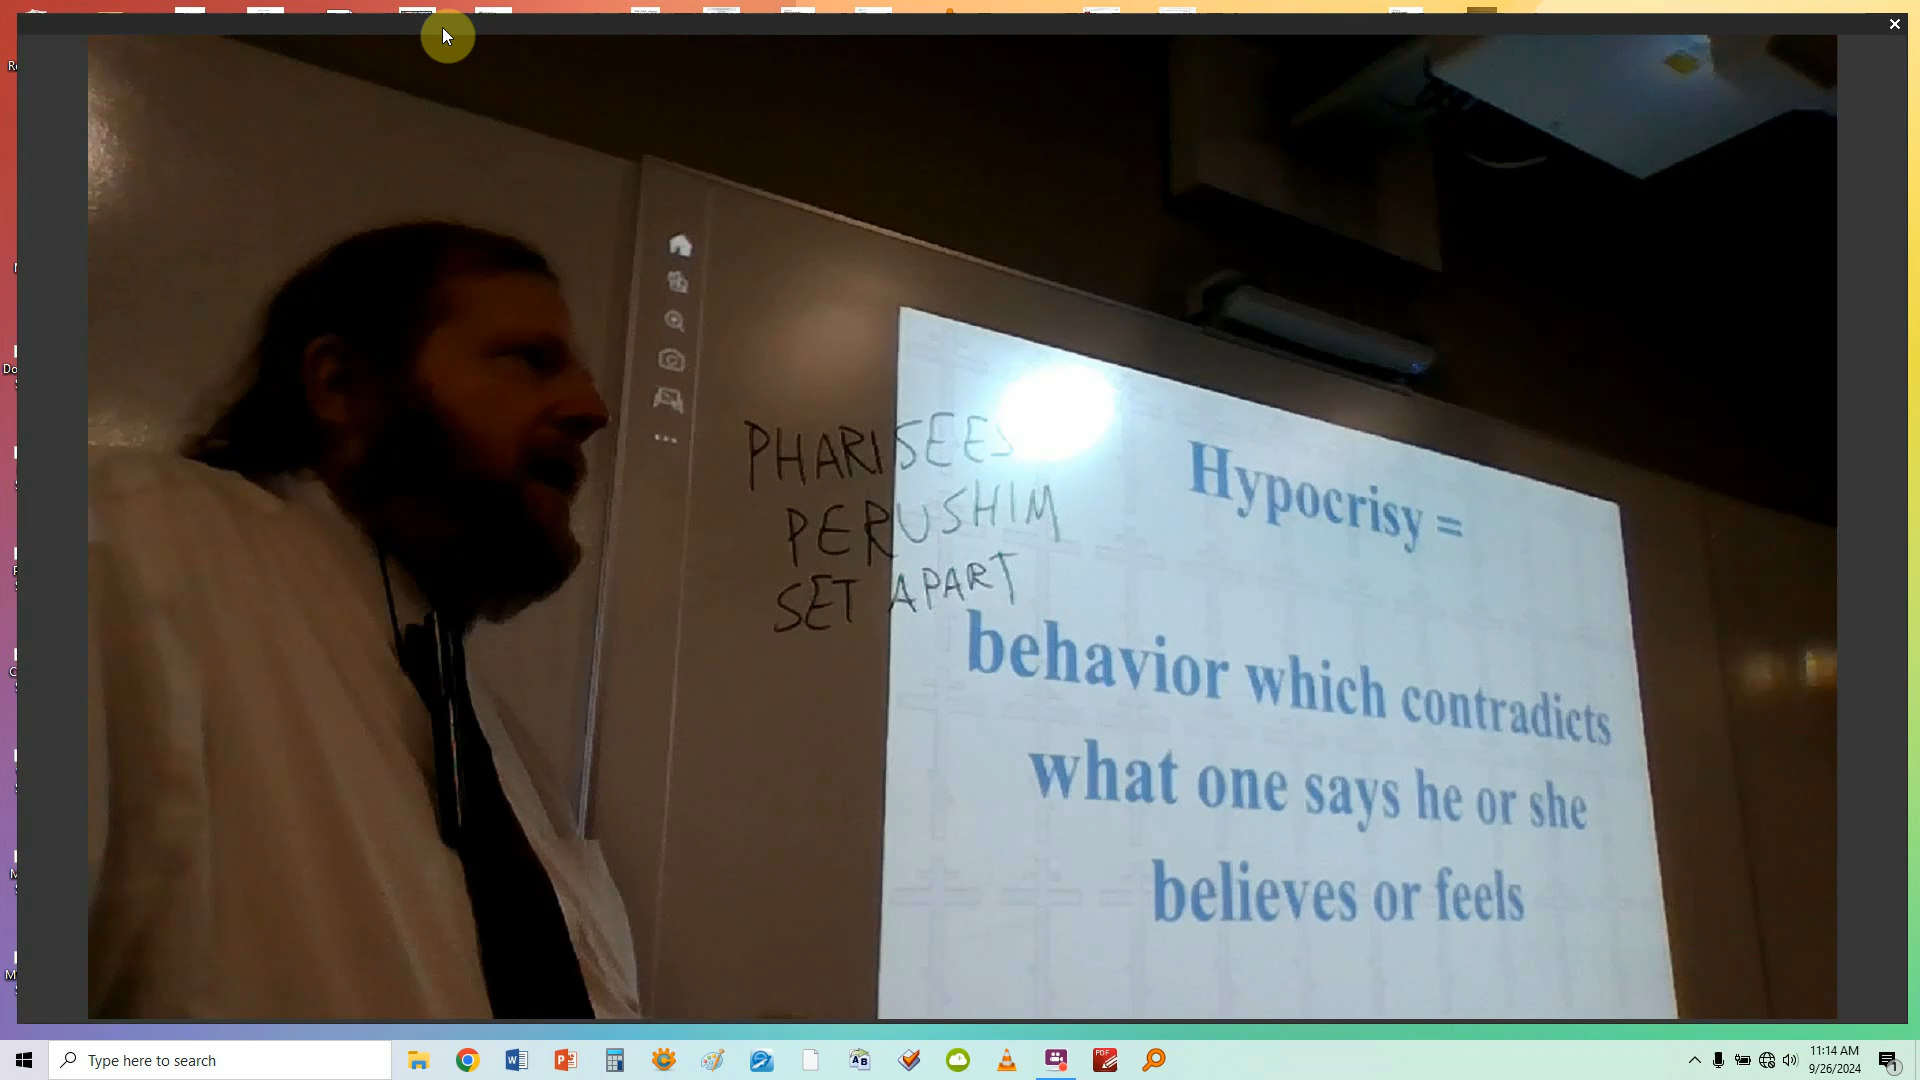 PHARISEES
PERUSHIM
SET APART
Hypocrisy =
behavior which contradicts
what one says he or she
believes or feels
Type here to search
11:14 AM
9/26/2024